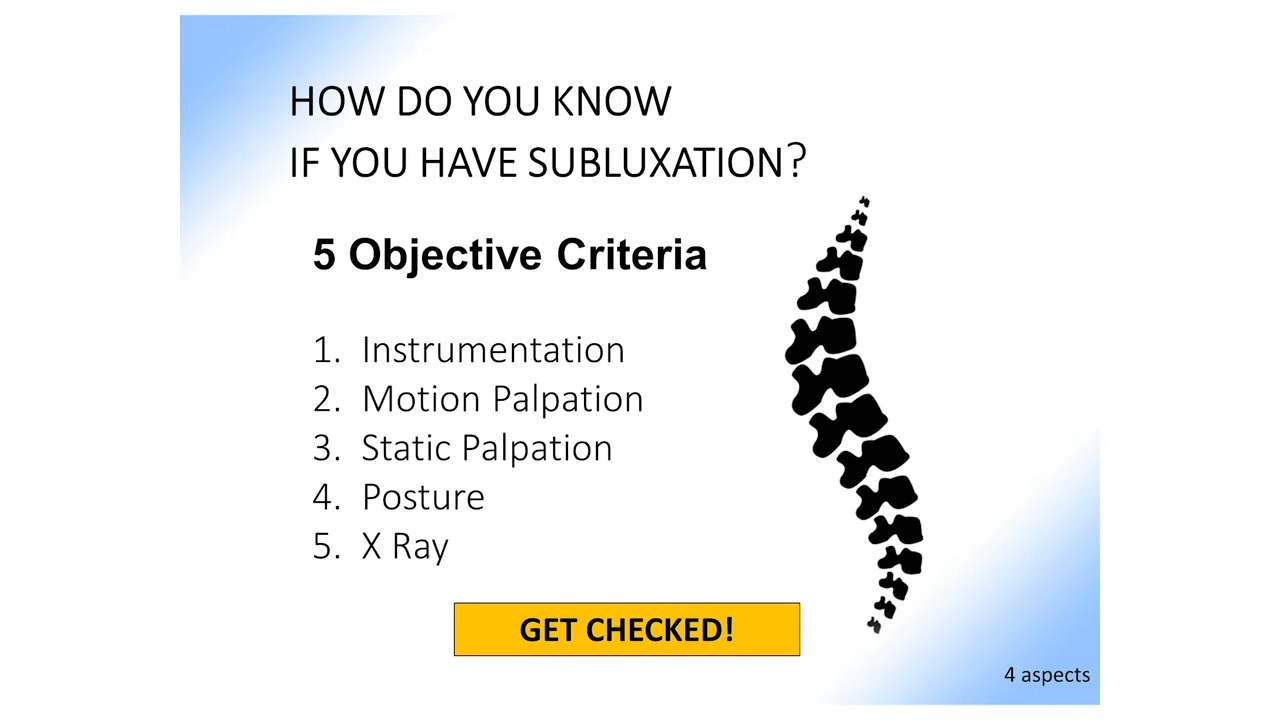 HOW DO YOU KNOW
IF YOU HAVE SUBLUXATION?
5 Objective Criteria
1. Instrumentation
2. Motion Palpation
3. Static Palpation
4. Posture
5. X Ray
GET CHECKED!
4 aspects